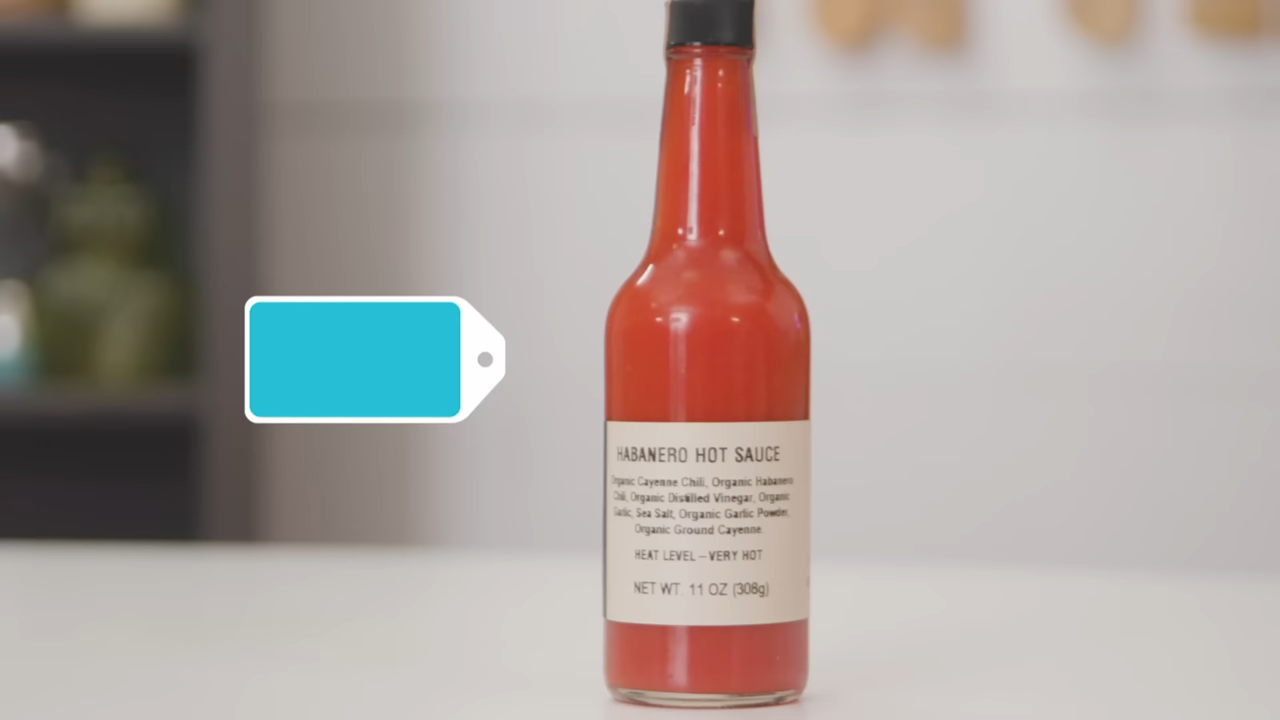 HABANERO HOT SAUCE
Organic Cayenne Chili, Organic Habanero
Chili, Organic Distilled Vinegar, Organic
Garlic, Sea Salt, Organic Garlic Powder,
Organic Ground Cayenne.
HEAT LEVEL – VERY HOT
NET WT. 11 OZ (308g)